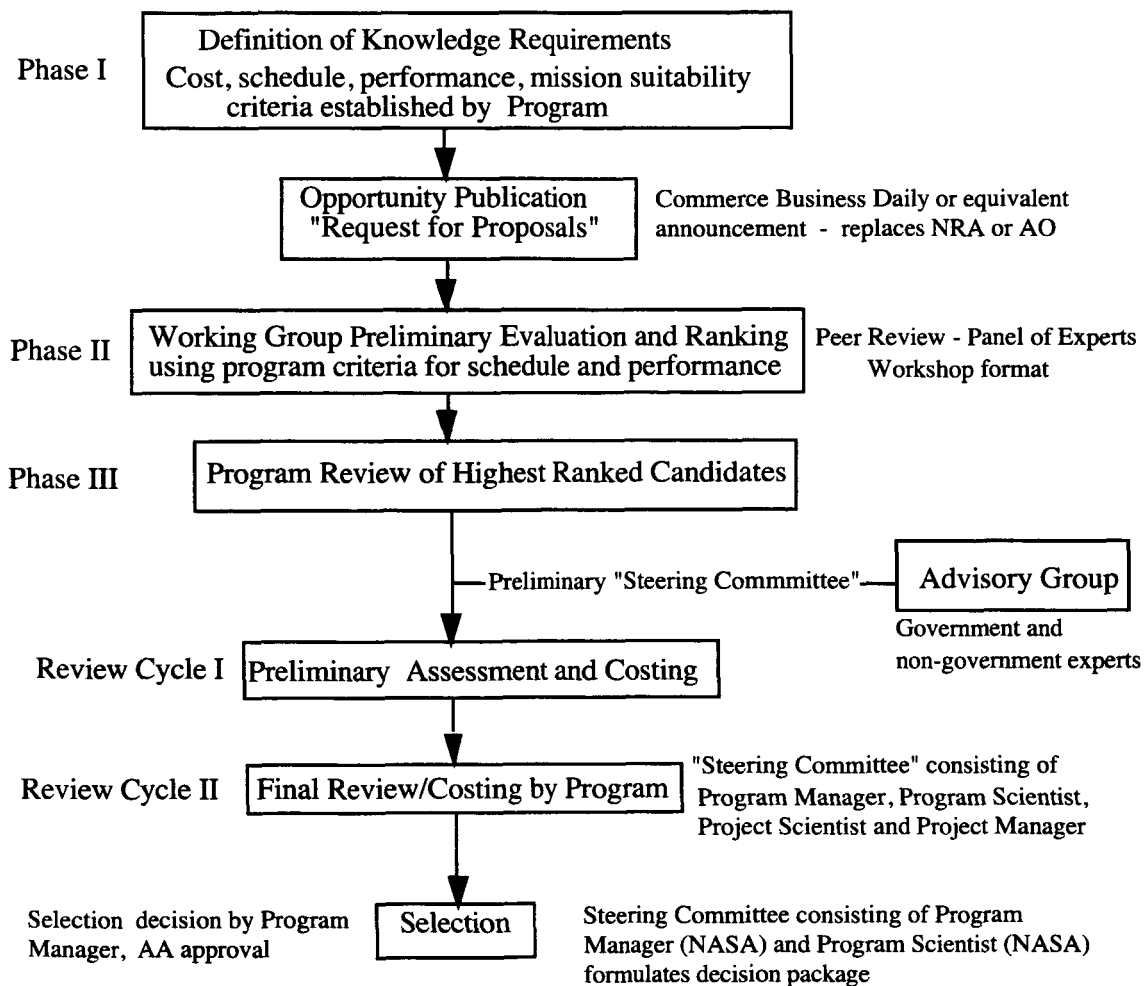 Phase I
Definition of Knowledge Requirements
Cost, schedule, performance, mission suitability
criteria established by Program
Opportunity Publication
"Request for Proposals"
Commerce Business Daily or equivalent
announcement - replaces NRA or AO
Phase II
Working Group Preliminary Evaluation and Ranking
using program criteria for schedule and performance
Peer Review - Panel of Experts
Workshop format
Phase III
Program Review of Highest Ranked Candidates
Preliminary "Steering Commmittee"
Advisory Group
Government and
non-government experts
Review Cycle I
Preliminary Assessment and Costing
Review Cycle II
Final Review/Costing by Program
"Steering Committee" consisting of
Program Manager, Program Scientist,
Project Scientist and Project Manager
Selection decision by Program
Manager, AA approval
Selection
Steering Committee consisting of Program
Manager (NASA) and Program Scientist (NASA)
formulates decision package